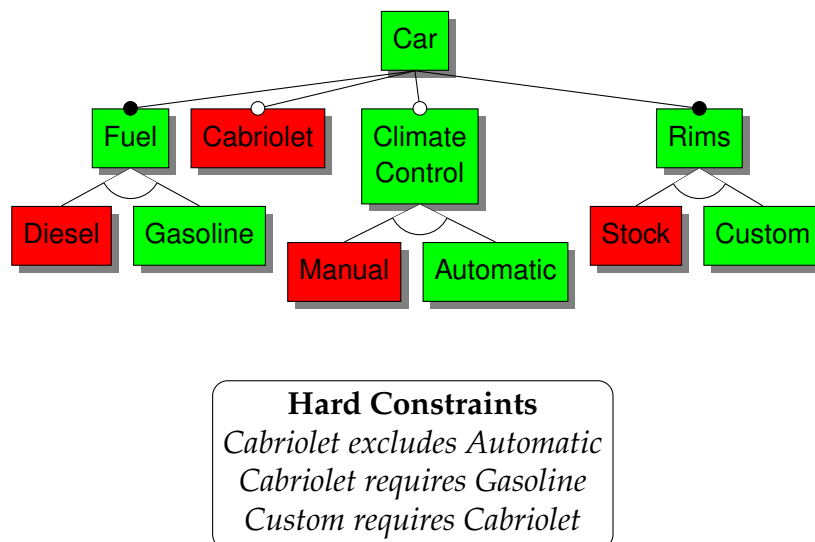 Car
Fuel
Cabriolet
Climate
Control
Rims
Diesel
Gasoline
Manual
Automatic
Stock
Custom
Hard Constraints
Cabriolet excludes Automatic
Cabriolet requires Gasoline
Custom requires Cabriolet